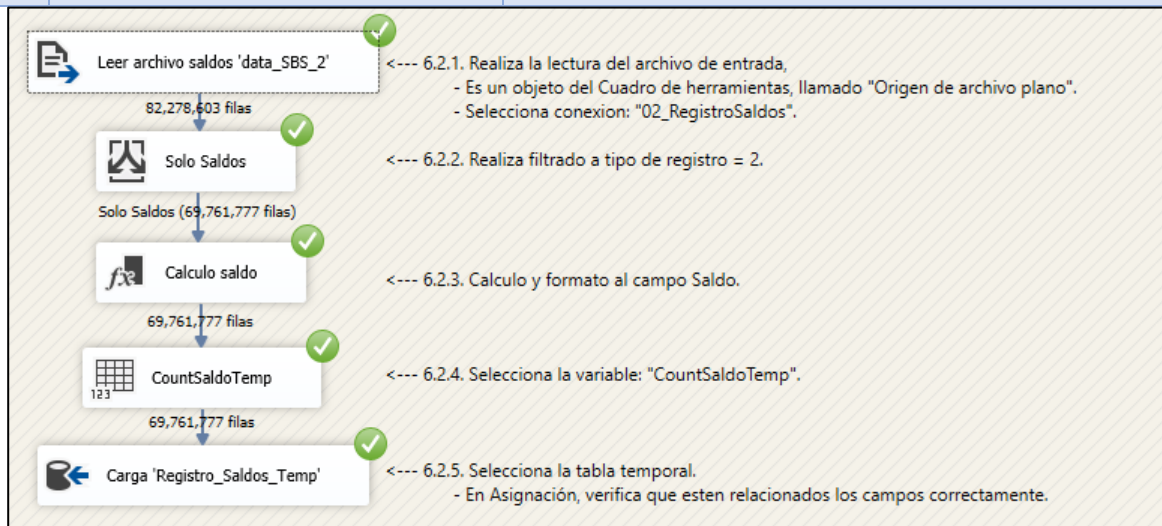 Leer archivo saldos 'data_SBS_2'
<--- 6.2.1. Realiza la lectura del archivo de entrada,
- Es un objeto del Cuadro de herramientas, llamado "Origen de archivo plano".
- Selecciona conexion: "02_RegistroSaldos".
82,278,603 filas
Solo Saldos
<--- 6.2.2. Realiza filtrado a tipo de registro = 2.
Solo Saldos (69,761,777 filas)
Calculo saldo
<--- 6.2.3. Calculo y formato al campo Saldo.
69,761,777 filas
CountSaldoTemp
<--- 6.2.4. Selecciona la variable: "CountSaldoTemp".
69,761,777 filas
Carga 'Registro_Saldos_Temp'
<--- 6.2.5. Selecciona la tabla temporal.
- En Asignación, verifica que esten relacionados los campos correctamente.